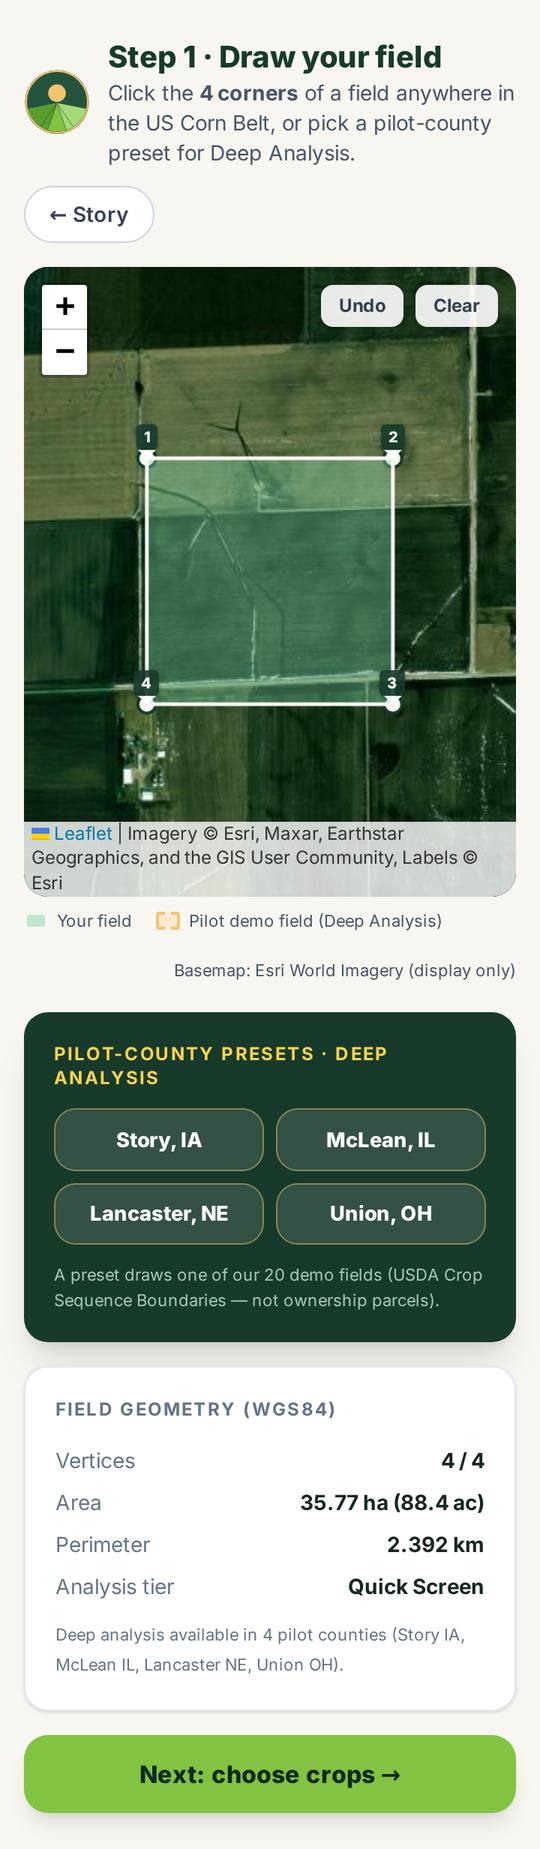 Step 1 · Draw your field
Click the 4 corners of a field anywhere in
the US Corn Belt, or pick a pilot-county
preset for Deep Analysis.
← Story
+
−
Undo
Clear
1
2
4
3
Leaflet | Imagery © Esri, Maxar, Earthstar
Geographics, and the GIS User Community, Labels ©
Esri
Your field
Pilot demo field (Deep Analysis)
Basemap: Esri World Imagery (display only)
PILOT-COUNTY PRESETS · DEEP
ANALYSIS
Story, IA
McLean, IL
Lancaster, NE
Union, OH
A preset draws one of our 20 demo fields (USDA Crop
Sequence Boundaries — not ownership parcels).
FIELD GEOMETRY (WGS84)
Vertices 4 / 4
Area 35.77 ha (88.4 ac)
Perimeter 2.392 km
Analysis tier Quick Screen
Deep analysis available in 4 pilot counties (Story IA,
McLean IL, Lancaster NE, Union OH).
Next: choose crops →